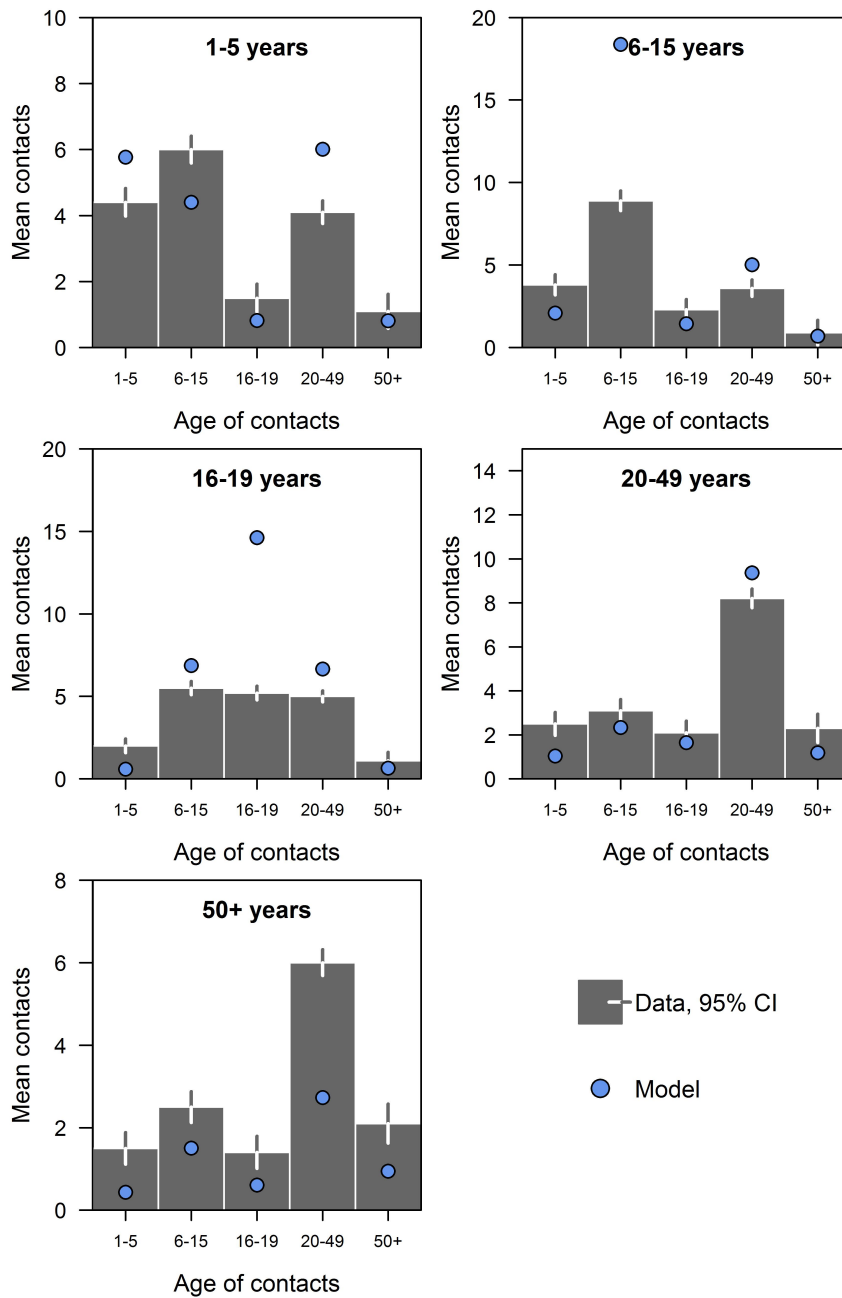 1-5 years
Mean contacts
10
8
6
4
2
0
1-5 6-15 16-19 20-49 50+
Age of contacts
6-15 years
Mean contacts
20
15
10
5
0
1-5 6-15 16-19 20-49 50+
Age of contacts
16-19 years
Mean contacts
20
15
10
5
0
1-5 6-15 16-19 20-49 50+
Age of contacts
20-49 years
Mean contacts
14
12
10
8
6
4
2
0
1-5 6-15 16-19 20-49 50+
Age of contacts
50+ years
Mean contacts
8
6
4
2
0
1-5 6-15 16-19 20-49 50+
Age of contacts
Data, 95% CI
Model